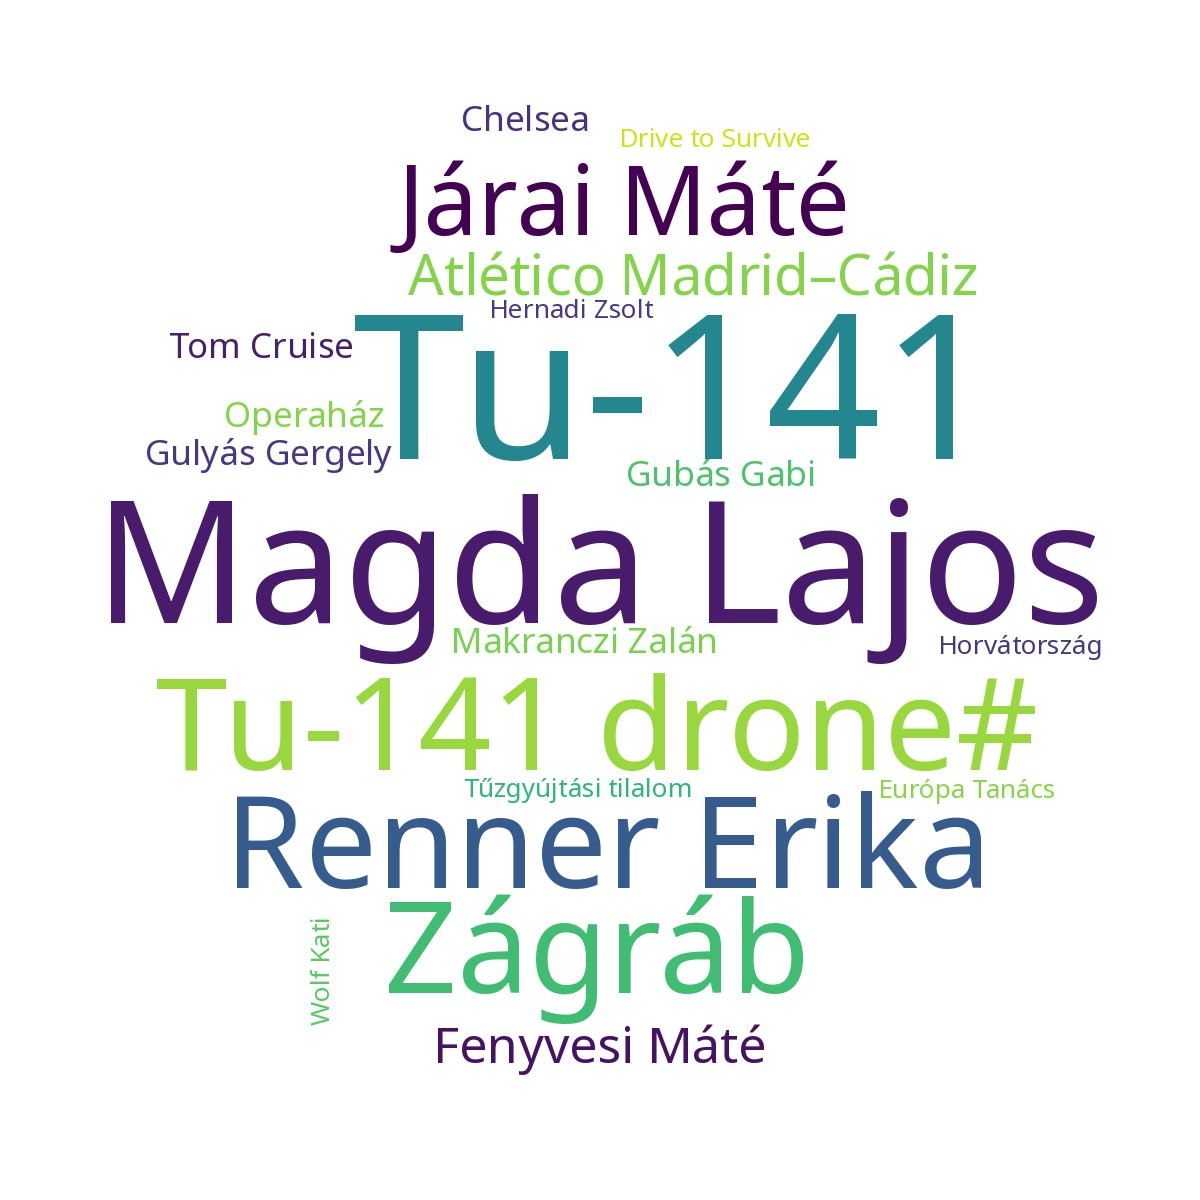 Chelsea
Drive to Survive
Járai Máté
Atlético Madrid–Cádiz
Hernadi Zsolt
Tu-141
Tom Cruise
Operaház
Gulyás Gergely
Gubás Gabi
Magda Lajos
Makranczi Zalán
Horvátország
Tu-141 drone#
Tűzgyújtási tilalom
Európa Tanács
Renner Erika
Zágráb
Wolf Kati
Fenyvesi Máté